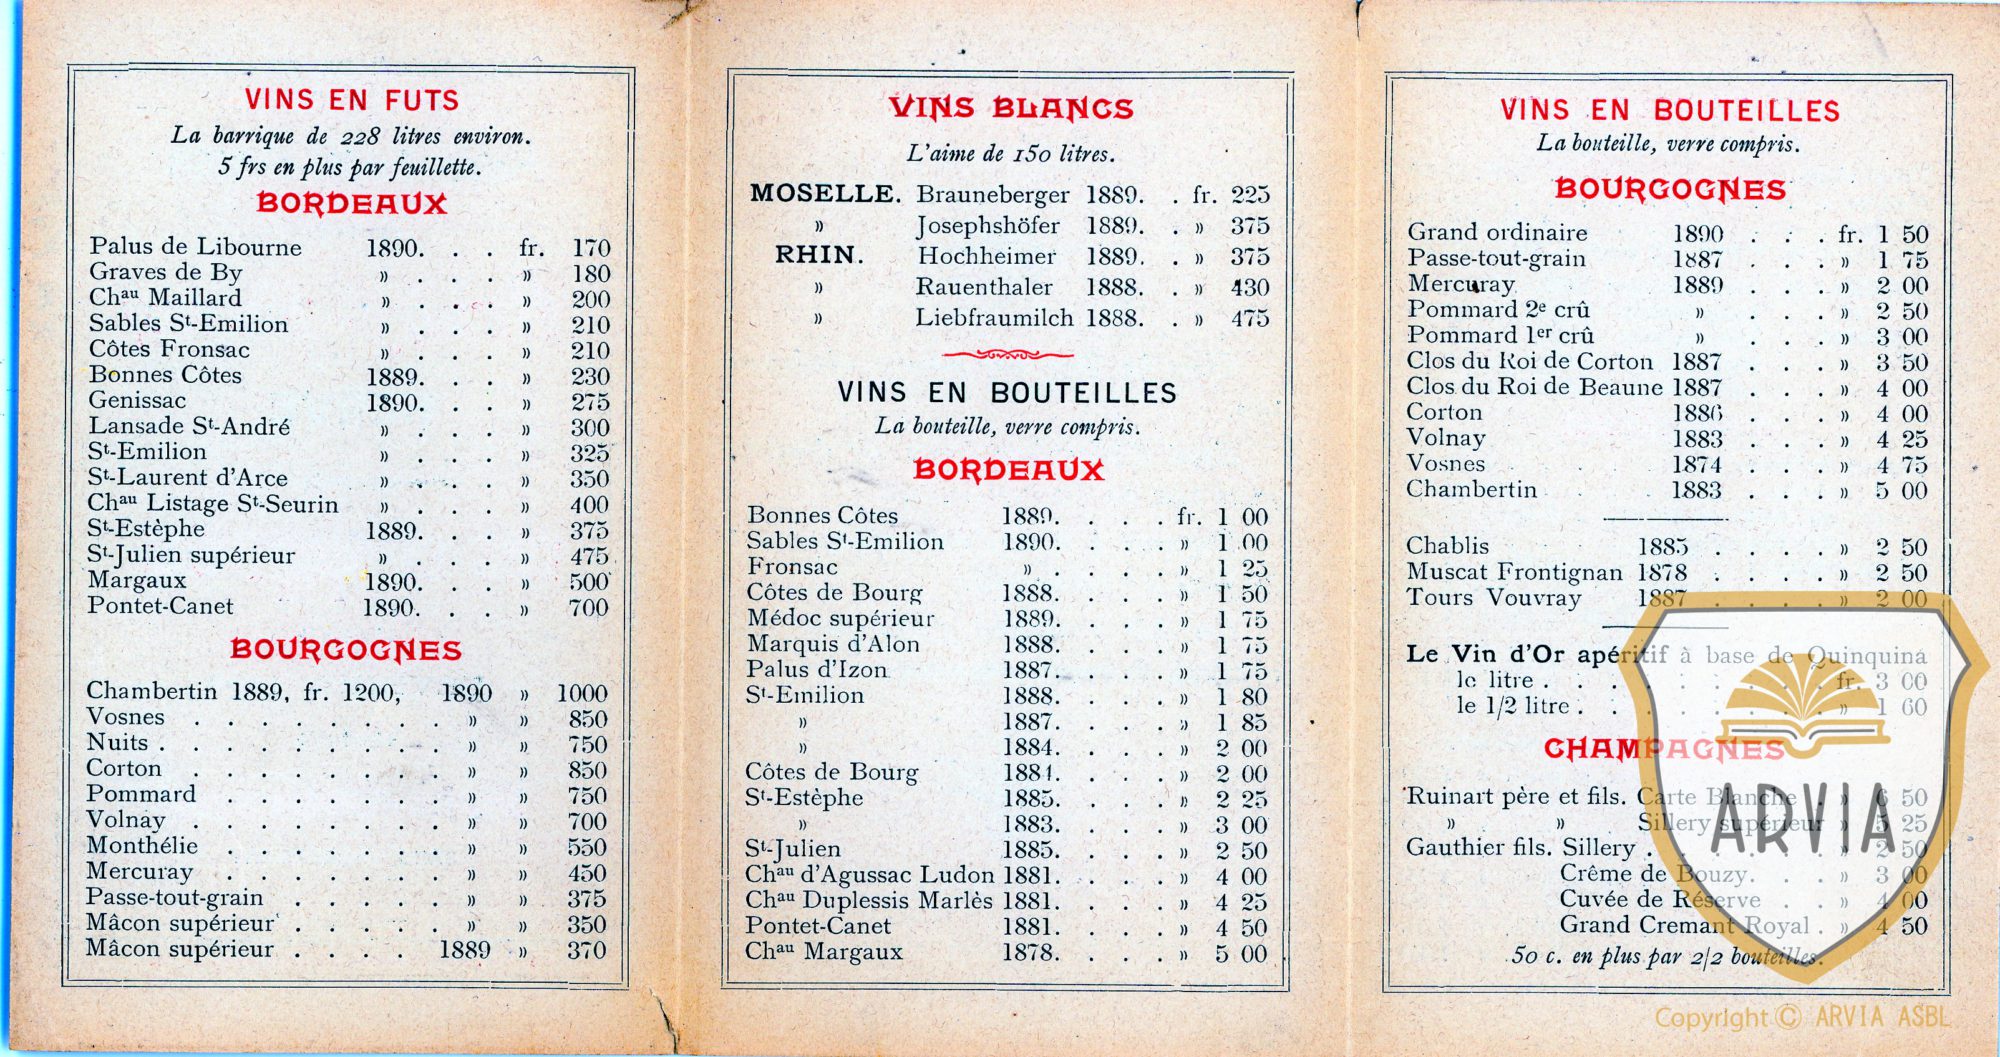 VINS EN FUTS
La barrique de 228 litres environ.
5 frs en plus par feuillette.
BORDEAUX
Palus de Libourne 1890. . . fr. 170
Graves de By » . . . » 180
Chau Maillard » . . . » 200
Sables St-Emilion » . . . » 210
Côtes Fronsac » . . . » 210
Bonnes Côtes 1889. . . » 230
Genissac 1890. . . » 275
Lansade St-André » . . . » 300
St-Emilion » . . . » 325
St-Laurent d'Arce » . . . » 350
Chau Listage St-Seurin » . . . » 400
St-Estèphe 1889. . . » 375
St-Julien supérieur » . . . » 475
Margaux 1890. . . » 500
Pontet-Canet 1890. . . » 700
BOURGOGNES
Chambertin 1889, fr. 1200, 1890 » 1000
Vosnes . . . . . . . . » » 850
Nuits . . . . . . . . . » » 750
Corton . . . . . . . . » » 850
Pommard . . . . . . . » » 750
Volnay . . . . . . . . » » 700
Monthélie . . . . . . . » » 550
Mercuray . . . . . . . » » 450
Passe-tout-grain . . . . . » » 375
Mâcon supérieur . . . . . » » 350
Mâcon supérieur . . . . 1889 » 370
VINS BLANCS
L'aime de 150 litres.
MOSELLE. Brauneberger 1889. . fr. 225
» Josephshöfer 1889. . » 375
RHIN. Hochheimer 1889. . » 375
» Rauenthaler 1888. . » 430
» Liebfraumilch 1888. . » 475
VINS EN BOUTEILLES
La bouteille, verre compris.
BORDEAUX
Bonnes Côtes 1889. . . . fr. 1 00
Sables St-Emilion 1890. . . . » 1 00
Fronsac » . . . . » 1 25
Côtes de Bourg 1888. . . . » 1 50
Médoc supérieur 1889. . . . » 1 75
Marquis d'Alon 1888. . . . » 1 75
Palus d'Izon 1887. . . . » 1 75
St-Emilion 1888. . . . » 1 80
» 1887. . . . » 1 85
» 1884. . . . » 2 00
Côtes de Bourg 1884. . . . » 2 00
St-Estèphe 1885. . . . » 2 25
» 1883. . . . » 3 00
St-Julien 1885. . . . » 2 50
Chau d'Agussac Ludon 1881. . . . » 4 00
Chau Duplessis Marlès 1881. . . . » 4 25
Pontet-Canet 1881. . . . » 4 50
Chau Margaux 1878. . . . » 5 00
VINS EN BOUTEILLES
La bouteille, verre compris.
BOURGOGNES
Grand ordinaire 1890 . . . fr. 1 50
Passe-tout-grain 1887 . . . » 1 75
Mercuray 1889 . . . » 2 00
Pommard 2e crû » . . . » 2 50
Pommard 1er crû » . . . » 3 00
Clos du Roi de Corton 1887 . . . » 3 50
Clos du Roi de Beaune 1887 . . . » 4 00
Corton 1886 . . . » 4 00
Volnay 1883 . . . » 4 25
Vosnes 1874 . . . » 4 75
Chambertin 1883 . . . » 5 00
Chablis 1885 . . . . » 2 50
Muscat Frontignan 1878 . . . . » 2 50
Tours Vouvray 1887 . . . . » 2 00
Le Vin d'Or apéritif à base de Quinquina
le litre . . . . . . . . . fr. 3 00
le 1/2 litre . . . . . . . . » 1 60
CHAMPAGNES
Ruinart père et fils. Carte Blanche . » 6 50
» » Sillery supérieur » 5 25
Gauthier fils. Sillery . . . . . . » 2 50
Crême de Bouzy. . . » 3 00
Cuvée de Réserve . . » 4 00
Grand Cremant Royal . » 4 50
50 c. en plus par 2/2 bouteilles.
ARVIA
Copyright © ARVIA ASBL